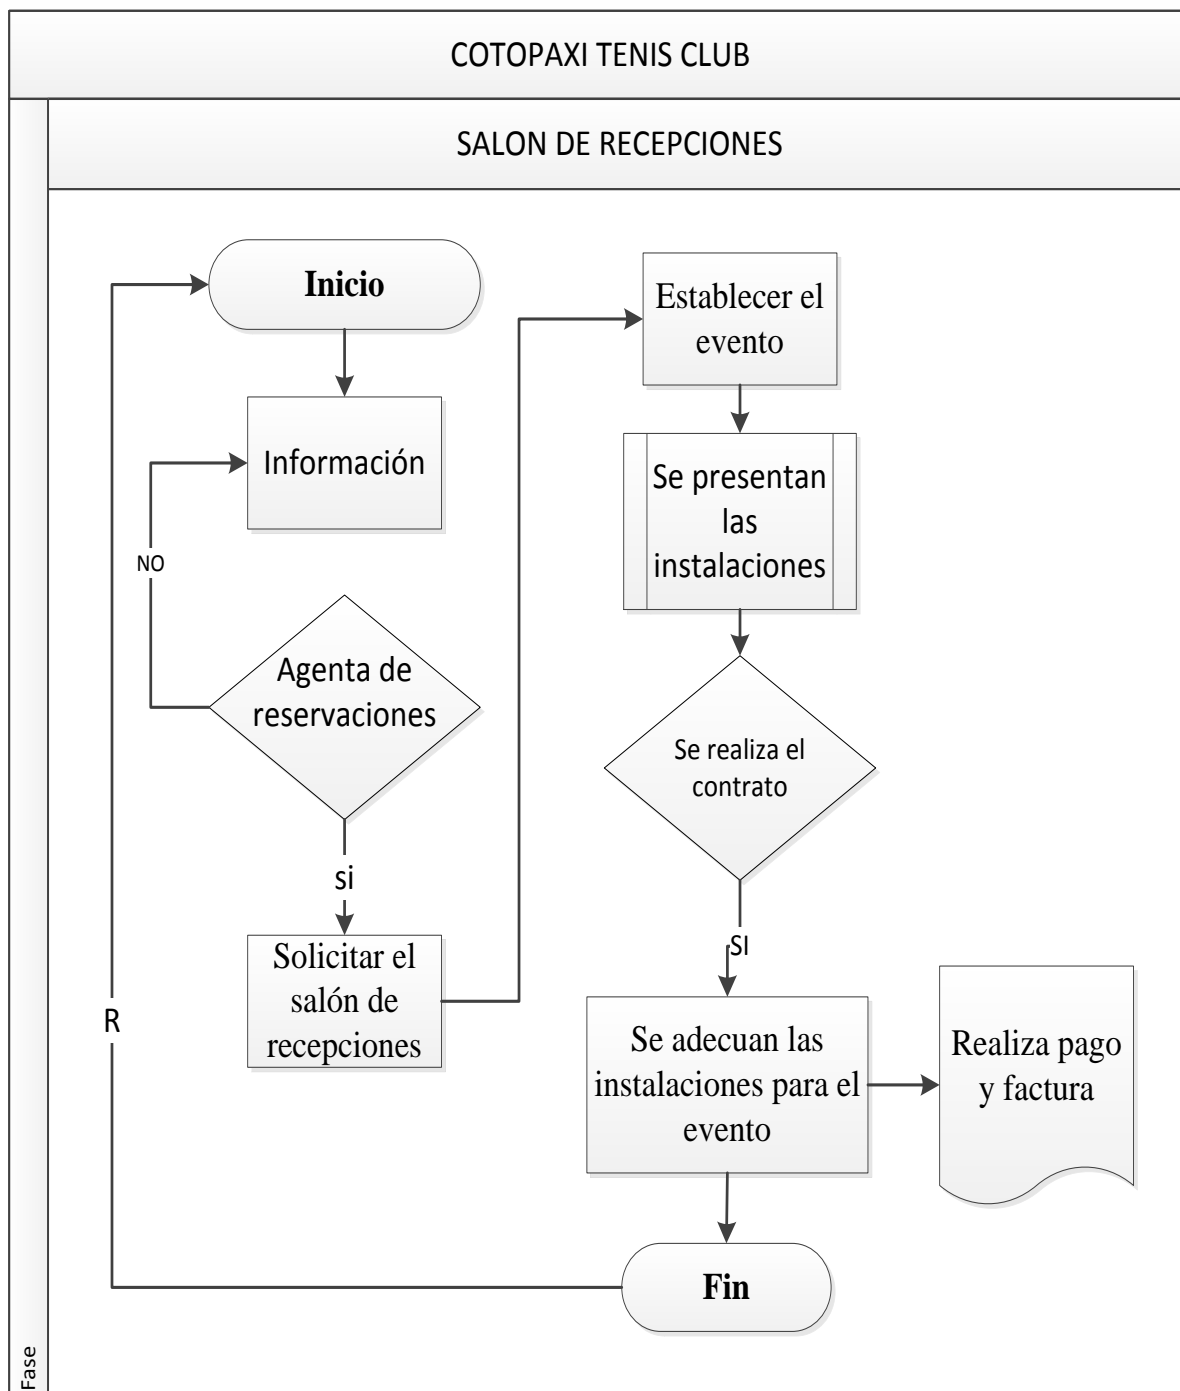 COTOPAXI TENIS CLUB
SALON DE RECEPCIONES
Inicio
Información
NO
Agenta de
reservaciones
si
Solicitar el
salón de
recepciones
R
Establecer el
evento
Se presentan
las
instalaciones
Se realiza el
contrato
SI
Se adecuan las
instalaciones para el
evento
Realiza pago
y factura
Fin
Fase